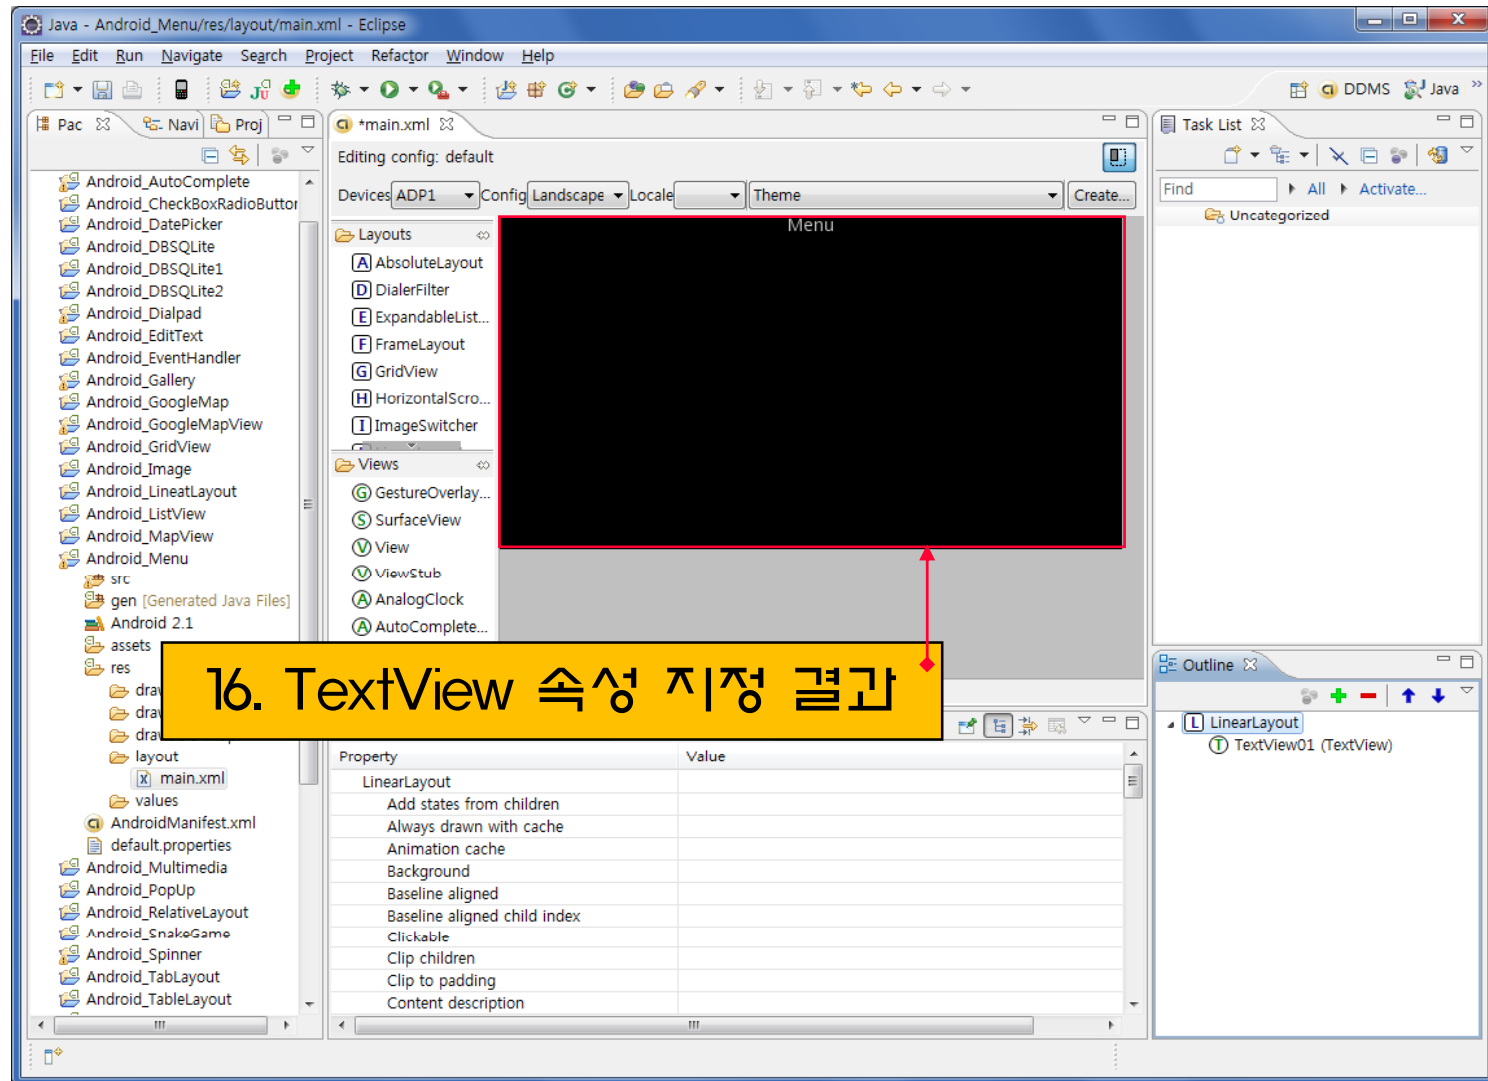 Java - Android_Menu/res/layout/main.xml - Eclipse
File Edit Run Navigate Search Project Refactor Window Help
DDMS Java
Pac Navi Proj
Android_AutoComplete
Android_CheckBoxRadioButtor
Android_DatePicker
Android_DBSQLite
Android_DBSQLite1
Android_DBSQLite2
Android_Dialpad
Android_EditText
Android_EventHandler
Android_Gallery
Android_GoogleMap
Android_GoogleMapView
Android_GridView
Android_Image
Android_LineatLayout
Android_ListView
Android_MapView
Android_Menu
src
gen [Generated Java Files]
Android 2.1
assets
res
drav
drav
drav
layout
main.xml
values
AndroidManifest.xml
default.properties
Android_Multimedia
Android_PopUp
Android_RelativeLayout
Android_SnakeGame
Android_Spinner
Android_TabLayout
Android_TableLayout
*main.xml
Editing config: default
Devices ADP1 Config Landscape Locale Theme Create...
Layouts
AbsoluteLayout
DialerFilter
ExpandableList...
FrameLayout
GridView
HorizontalScro...
ImageSwitcher
Views
GestureOverlay...
SurfaceView
View
ViewStub
AnalogClock
AutoComplete...
Menu
16. TextView 속성 지정 결과
Property Value
LinearLayout
Add states from children
Always drawn with cache
Animation cache
Background
Baseline aligned
Baseline aligned child index
Clickable
Clip children
Clip to padding
Content description
Task List
Find All Activate...
Uncategorized
Outline
LinearLayout
TextView01 (TextView)